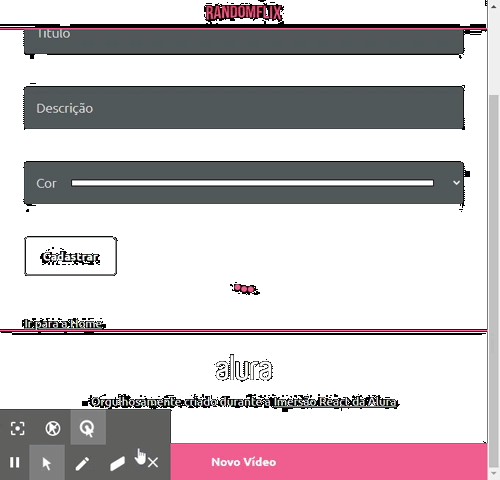 RANDOMFLIX
Título
Descrição
Cor
Cadastrar
Ir para o Home
alura
Orgulhosamente criado durante a Imersão React da Alura
Novo Vídeo